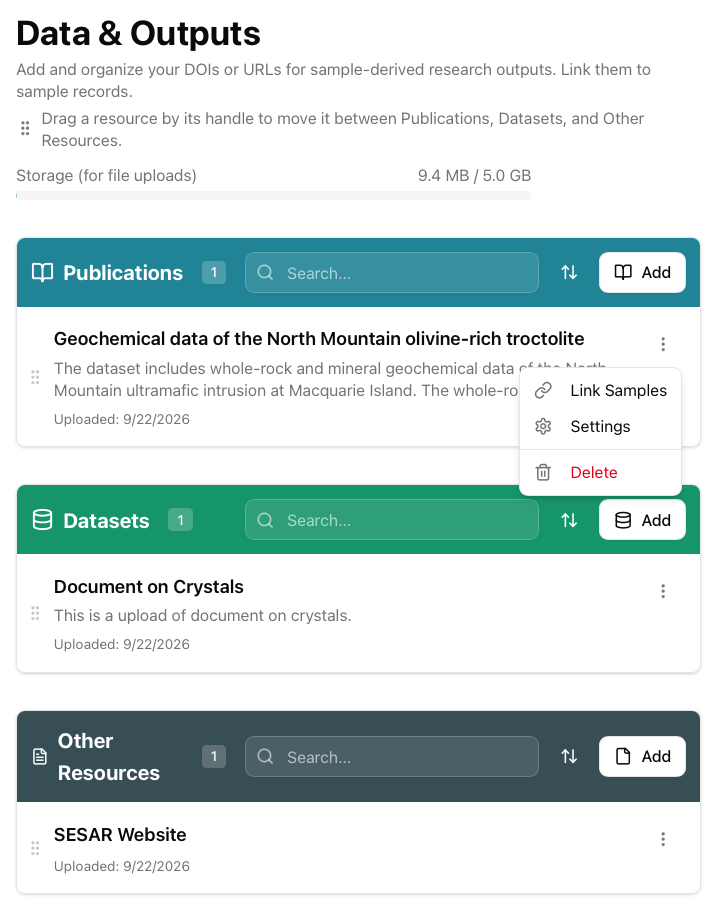 Data & Outputs
Add and organize your DOIs or URLs for sample-derived research outputs. Link them to
sample records.
Drag a resource by its handle to move it between Publications, Datasets, and Other
Resources.
Storage (for file uploads) 9.4 MB / 5.0 GB
Publications 1 Search... Add
Geochemical data of the North Mountain olivine-rich troctolite
The dataset includes whole-rock and mineral geochemical data of the North
Mountain ultramafic intrusion at Macquarie Island. The whole-ro
Uploaded: 9/22/2026
Link Samples
Settings
Delete
Datasets 1 Search... Add
Document on Crystals
This is a upload of document on crystals.
Uploaded: 9/22/2026
Other
Resources
1 Search... Add
SESAR Website
Uploaded: 9/22/2026